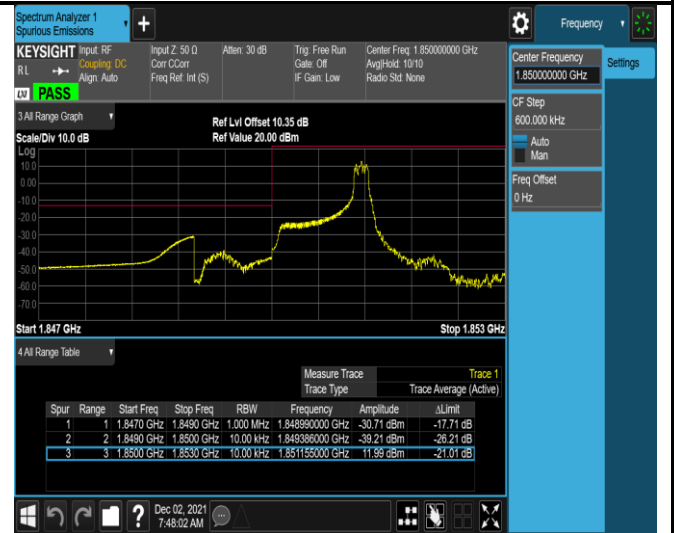 Spectrum Analyzer 1
Spurious Emissions
+
Frequency
KEYSIGHT Input: RF Input Z: 50 Ω Atten: 30 dB Trig: Free Run Center Freq: 1.850000000 GHz
RL Coupling: DC Corr CCorr Gate: Off Avg|Hold: 10/10
Align: Auto Freq Ref: Int (S) IF Gain: Low Radio Std: None
PASS
Center Frequency
1.850000000 GHz
Settings
CF Step
600.000 kHz
Auto
Man
Freq Offset
0 Hz
3 All Range Graph
Ref Lvl Offset 10.35 dB
Scale/Div 10.0 dB Ref Value 20.00 dBm
Log
10.0
0.00
-10.0
-20.0
-30.0
-40.0
-50.0
-60.0
-70.0
Start 1.847 GHz Stop 1.853 GHz
4 All Range Table
Measure Trace Trace 1
Trace Type Trace Average (Active)
Spur Range Start Freq Stop Freq RBW Frequency Amplitude ΔLimit
1 1 1.8470 GHz 1.8490 GHz 1.000 MHz 1.848990000 GHz -30.71 dBm -17.71 dB
2 2 1.8490 GHz 1.8500 GHz 10.00 kHz 1.849386000 GHz -39.21 dBm -26.21 dB
3 3 1.8500 GHz 1.8530 GHz 10.00 kHz 1.851155000 GHz 11.99 dBm -21.01 dB
? Dec 02, 2021
7:48:02 AM